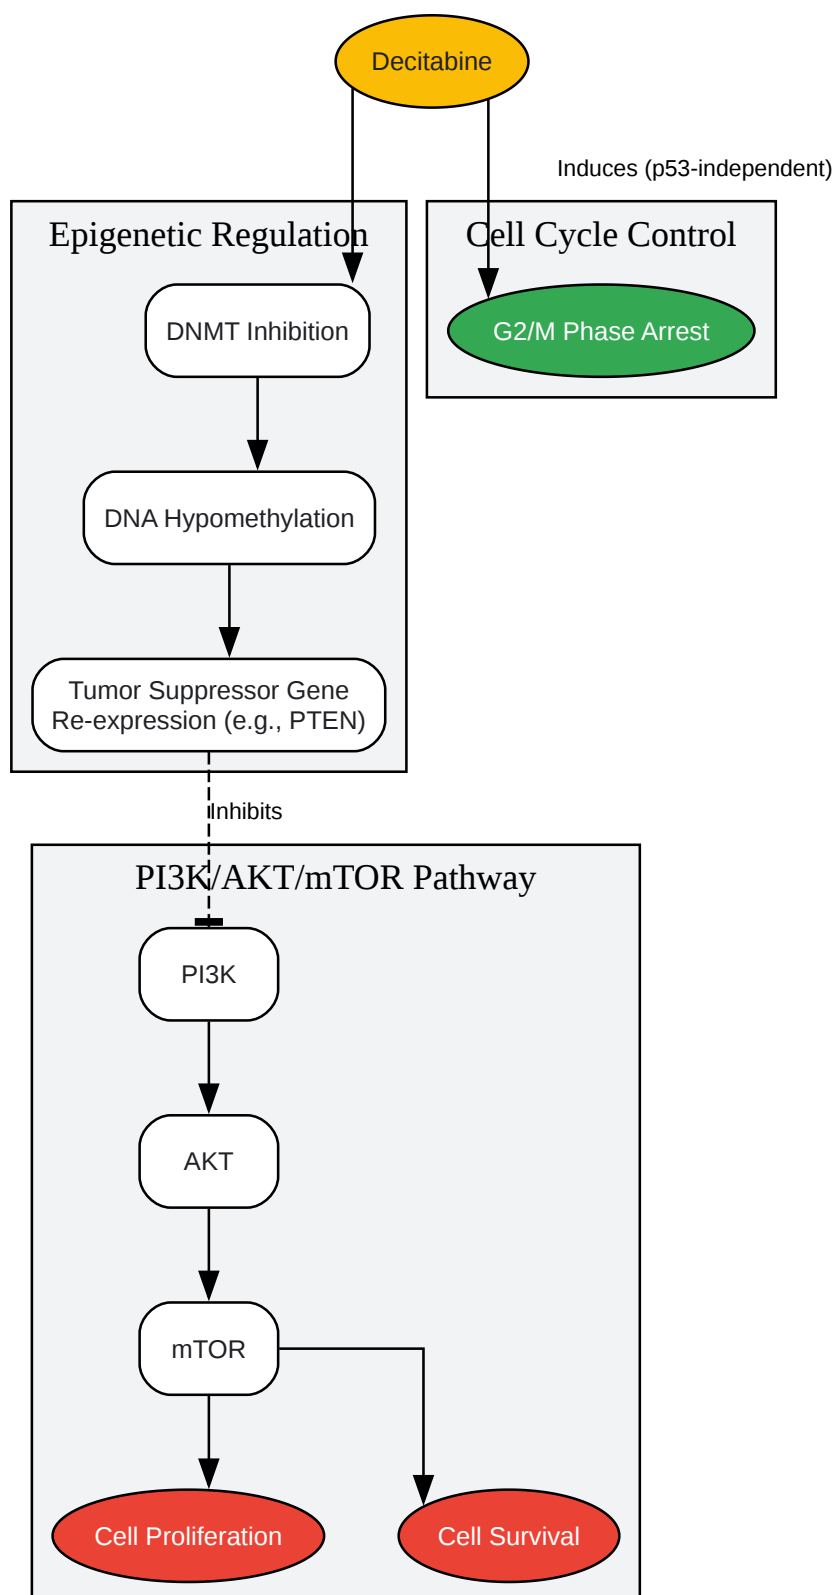 Decitabine
Induces (p53-independent)
Epigenetic Regulation
Cell Cycle Control
DNMT Inhibition
G2/M Phase Arrest
DNA Hypomethylation
Tumor Suppressor Gene
Re-expression (e.g., PTEN)
Inhibits
PI3K/AKT/mTOR Pathway
PI3K
AKT
mTOR
Cell Proliferation
Cell Survival